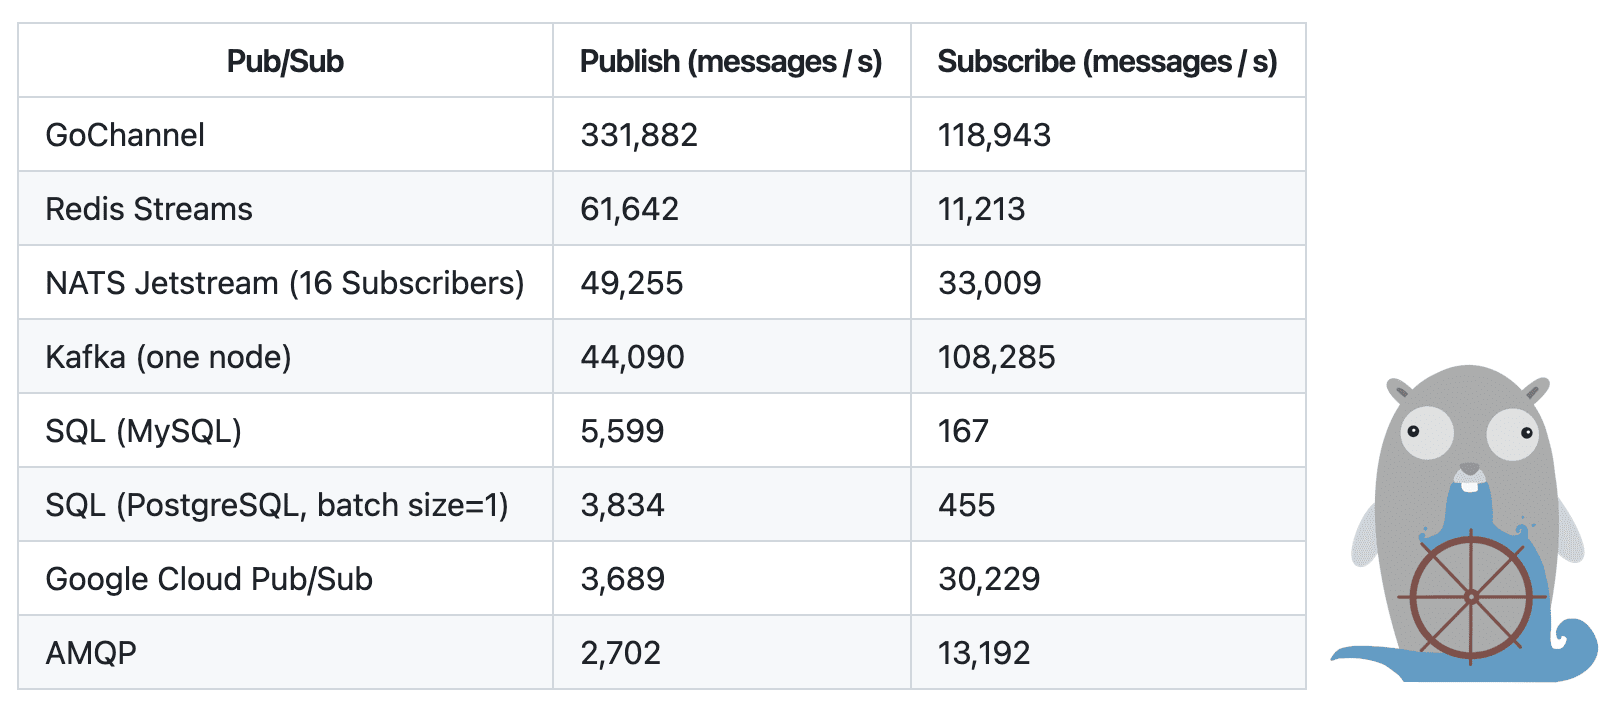 Pub/Sub Publish (messages / s) Subscribe (messages / s)
GoChannel 331,882 118,943
Redis Streams 61,642 11,213
NATS Jetstream (16 Subscribers) 49,255 33,009
Kafka (one node) 44,090 108,285
SQL (MySQL) 5,599 167
SQL (PostgreSQL, batch size=1) 3,834 455
Google Cloud Pub/Sub 3,689 30,229
AMQP 2,702 13,192